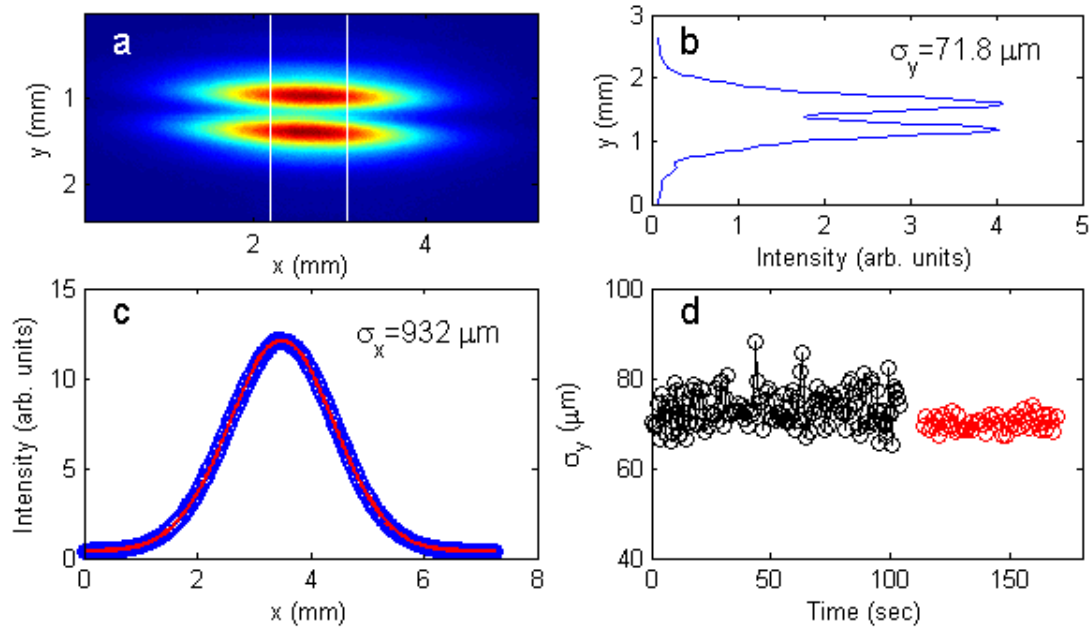 a
y (mm)
1
2
2
4
x (mm)
b
σy=71.8 μm
y (mm)
3
2
1
0
0
1
2
3
4
5
Intensity (arb. units)
c
σx=932 μm
Intensity (arb. units)
15
10
5
0
0
2
4
6
8
x (mm)
d
σy (μm)
100
80
60
40
0
50
100
150
Time (sec)